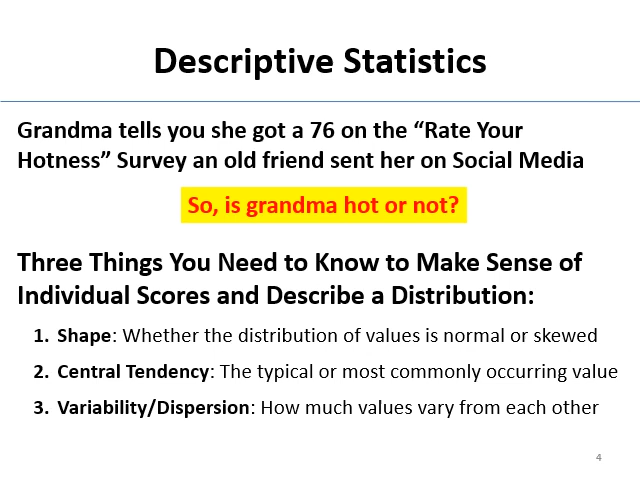 Descriptive Statistics
Grandma tells you she got a 76 on the “Rate Your
Hotness” Survey an old friend sent her on Social Media
So, is grandma hot or not?
Three Things You Need to Know to Make Sense of
Individual Scores and Describe a Distribution:
1. Shape: Whether the distribution of values is normal or skewed
2. Central Tendency: The typical or most commonly occurring value
3. Variability/Dispersion: How much values vary from each other
4